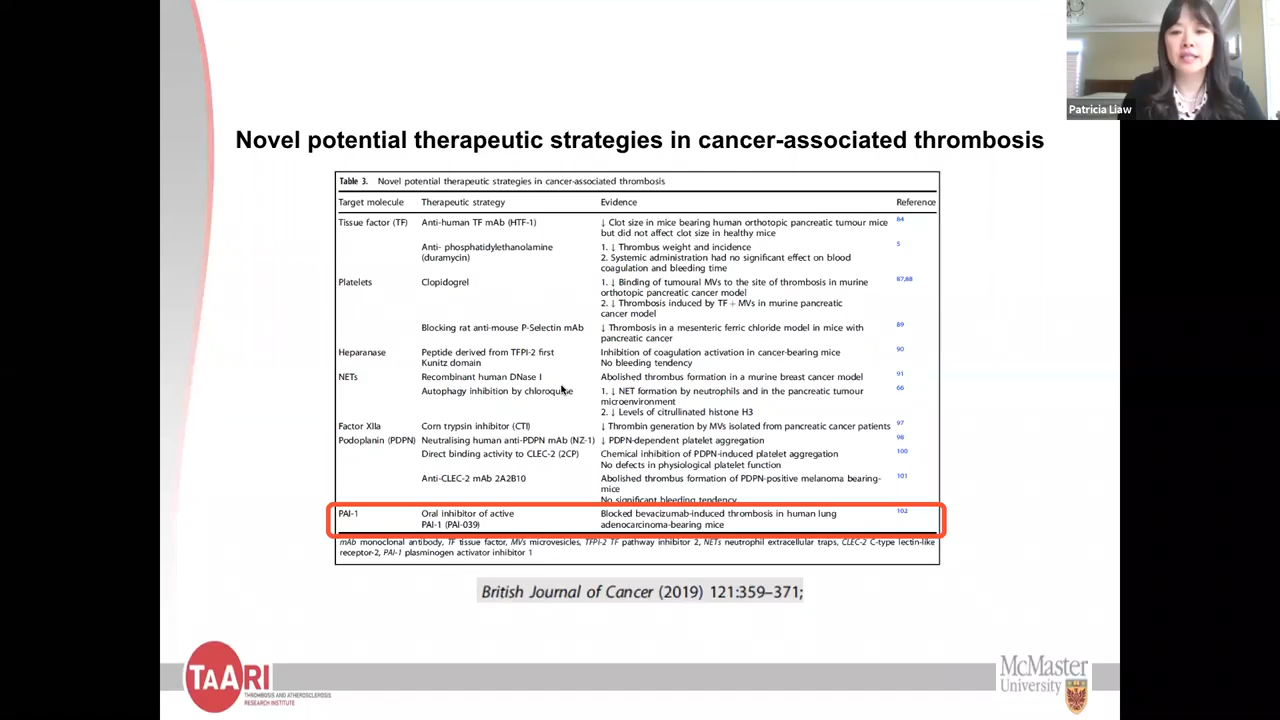 Patricia Liaw
Novel potential therapeutic strategies in cancer-associated thrombosis
Table 3. Novel potential therapeutic strategies in cancer-associated thrombosis
Target molecule Therapeutic strategy Evidence Reference
Tissue factor (TF) Anti-human TF mAb (HTF-1) ↓ Clot size in mice bearing human orthotopic pancreatic tumour mice 84
but did not affect clot size in healthy mice
Anti- phosphatidylethanolamine 1. ↓ Thrombus weight and incidence 5
(duramycin) 2. Systemic administration had no significant effect on blood
coagulation and bleeding time
Platelets Clopidogrel 1. ↓ Binding of tumoural MVs to the site of thrombosis in murine 87,88
orthotopic pancreatic cancer model
2. ↓ Thrombosis induced by TF + MVs in murine pancreatic
cancer model
Blocking rat anti-mouse P-Selectin mAb ↓ Thrombosis in a mesenteric ferric chloride model in mice with 89
pancreatic cancer
Heparanase Peptide derived from TFPI-2 first Inhibition of coagulation activation in cancer-bearing mice 90
Kunitz domain No bleeding tendency
NETs Recombinant human DNase I Abolished thrombus formation in a murine breast cancer model 91
Autophagy inhibition by chloroquine 1. ↓ NET formation by neutrophils and in the pancreatic tumour 66
microenvironment
2. ↓ Levels of citrullinated histone H3
Factor XIIa Corn trypsin inhibitor (CTI) ↓ Thrombin generation by MVs isolated from pancreatic cancer patients 97
Podoplanin (PDPN) Neutralising human anti-PDPN mAb (NZ-1) ↓ PDPN-dependent platelet aggregation 98
Direct binding activity to CLEC-2 (2CP) Chemical inhibition of PDPN-induced platelet aggregation 100
No defects in physiological platelet function
Anti-CLEC-2 mAb 2A2B10 Abolished thrombus formation of PDPN-positive melanoma bearing- 101
mice
No significant bleeding tendency
PAI-1 Oral inhibitor of active Blocked bevacizumab-induced thrombosis in human lung 102
PAI-1 (PAI-039) adenocarcinoma-bearing mice
mAb monoclonal antibody, TF tissue factor, MVs microvesicles, TFPI-2 TF pathway inhibitor 2, NETs neutrophil extracellular traps, CLEC-2 C-type lectin-like
receptor-2, PAI-1 plasminogen activator inhibitor 1
British Journal of Cancer (2019) 121:359–371;
TAARI
THROMBOSIS AND ATHEROSCLEROSIS
RESEARCH INSTITUTE
McMaster
University